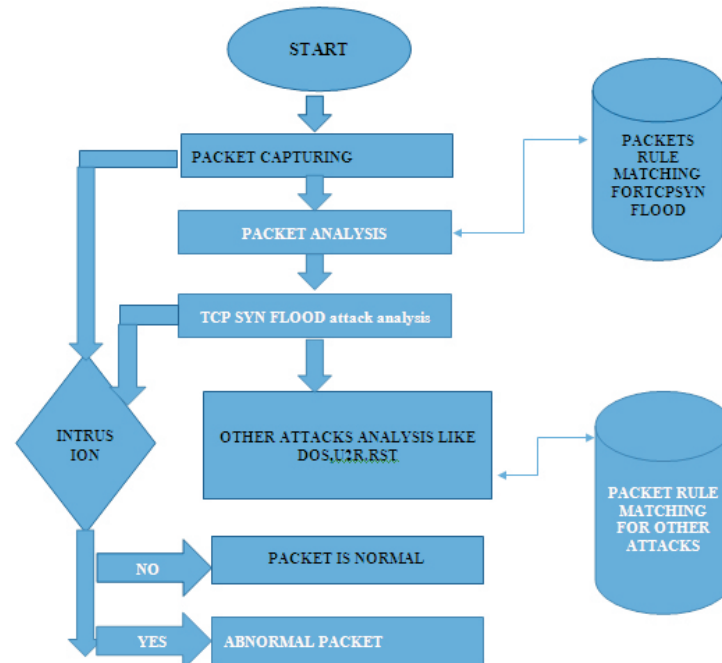 START
PACKET CAPTURING
PACKETS
RULE
MATCHING
FORTCPSYN
FLOOD
PACKET ANALYSIS
TCP SYN FLOOD attack analysis
INTRUS
ION
OTHER ATTACKS ANALYSIS LIKE
DOS,U2R,RST
PACKET RULE
MATCHING
FOR OTHER
ATTACKS
NO
PACKET IS NORMAL
YES
ABNORMAL PACKET